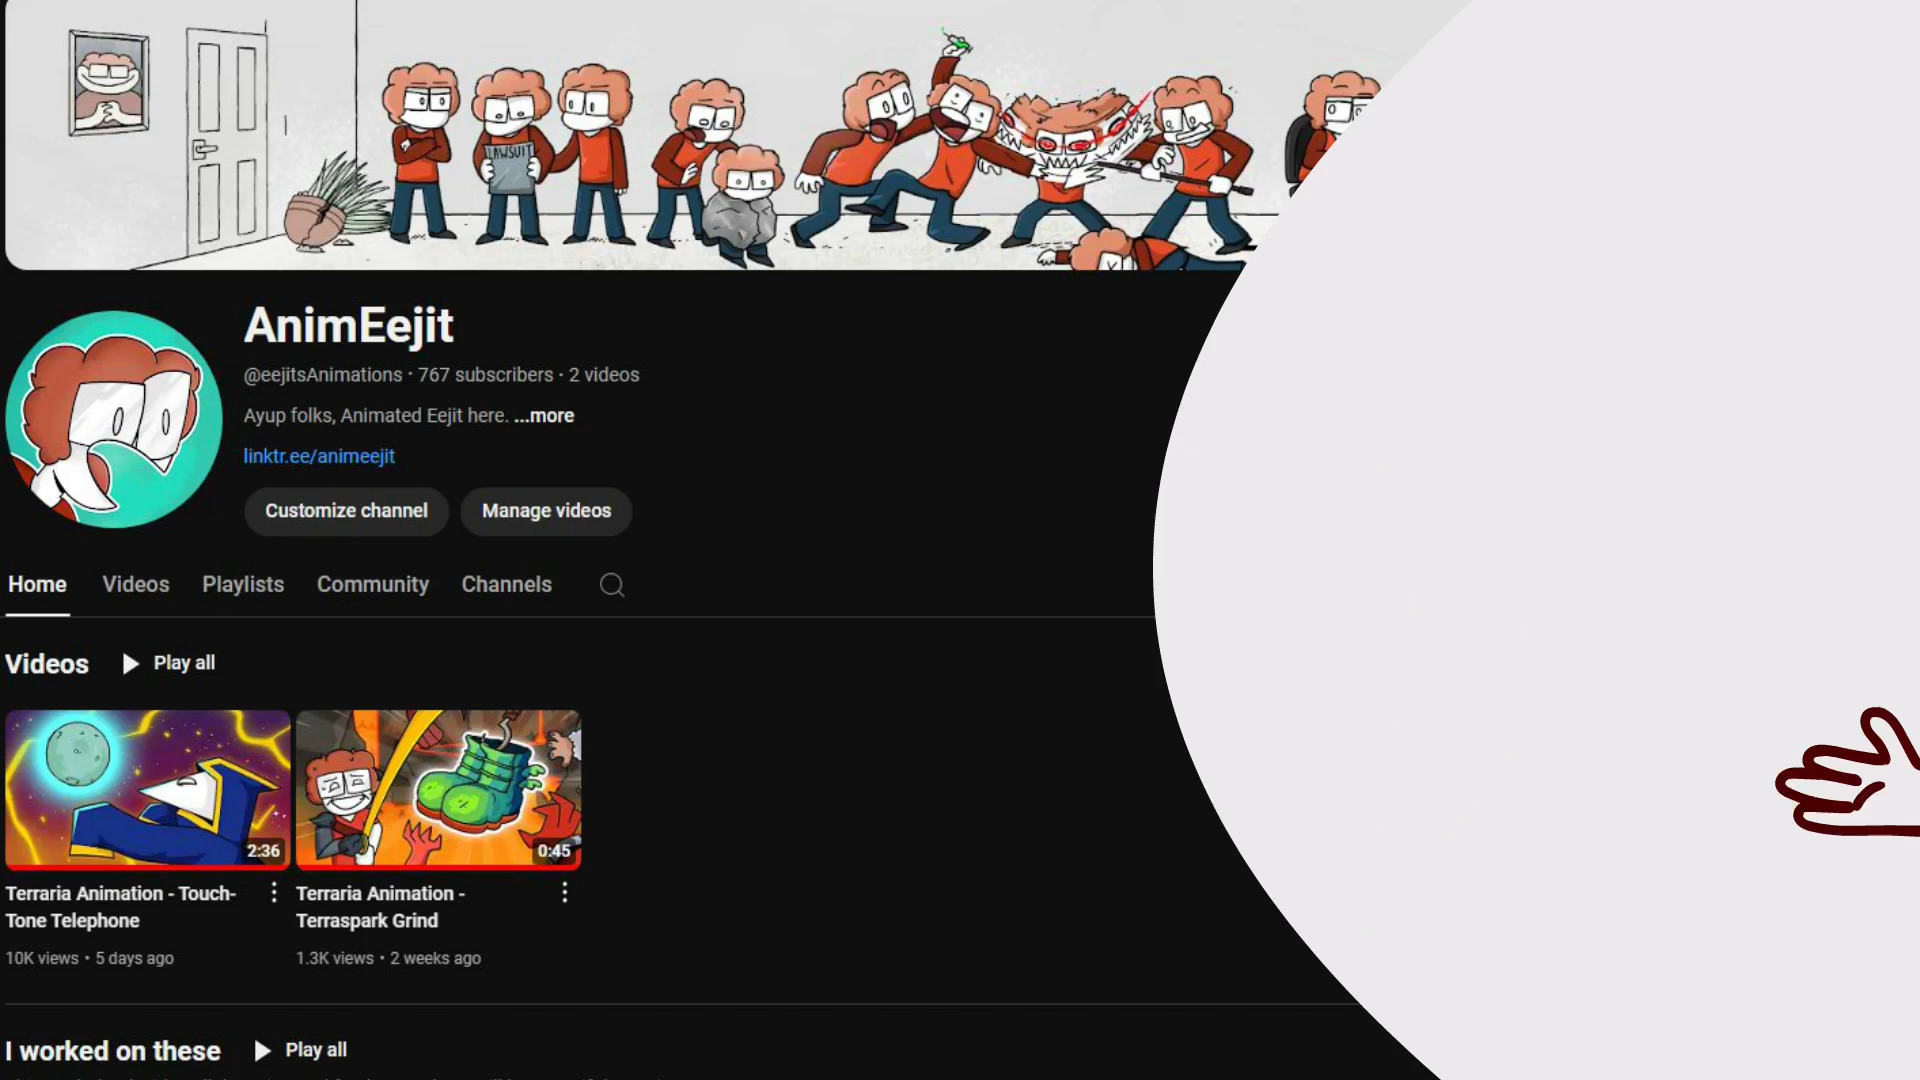 LAWSUIT
AnimEejit
@eejitsAnimations · 767 subscribers · 2 videos
Ayup folks, Animated Eejit here. ...more
linktr.ee/animeejit
Customize channel Manage videos
Home Videos Playlists Community Channels
Videos Play all
2:36 0:45
Terraria Animation - Touch-
Tone Telephone
10K views • 5 days ago
Terraria Animation -
Terraspark Grind
1.3K views • 2 weeks ago
I worked on these Play all